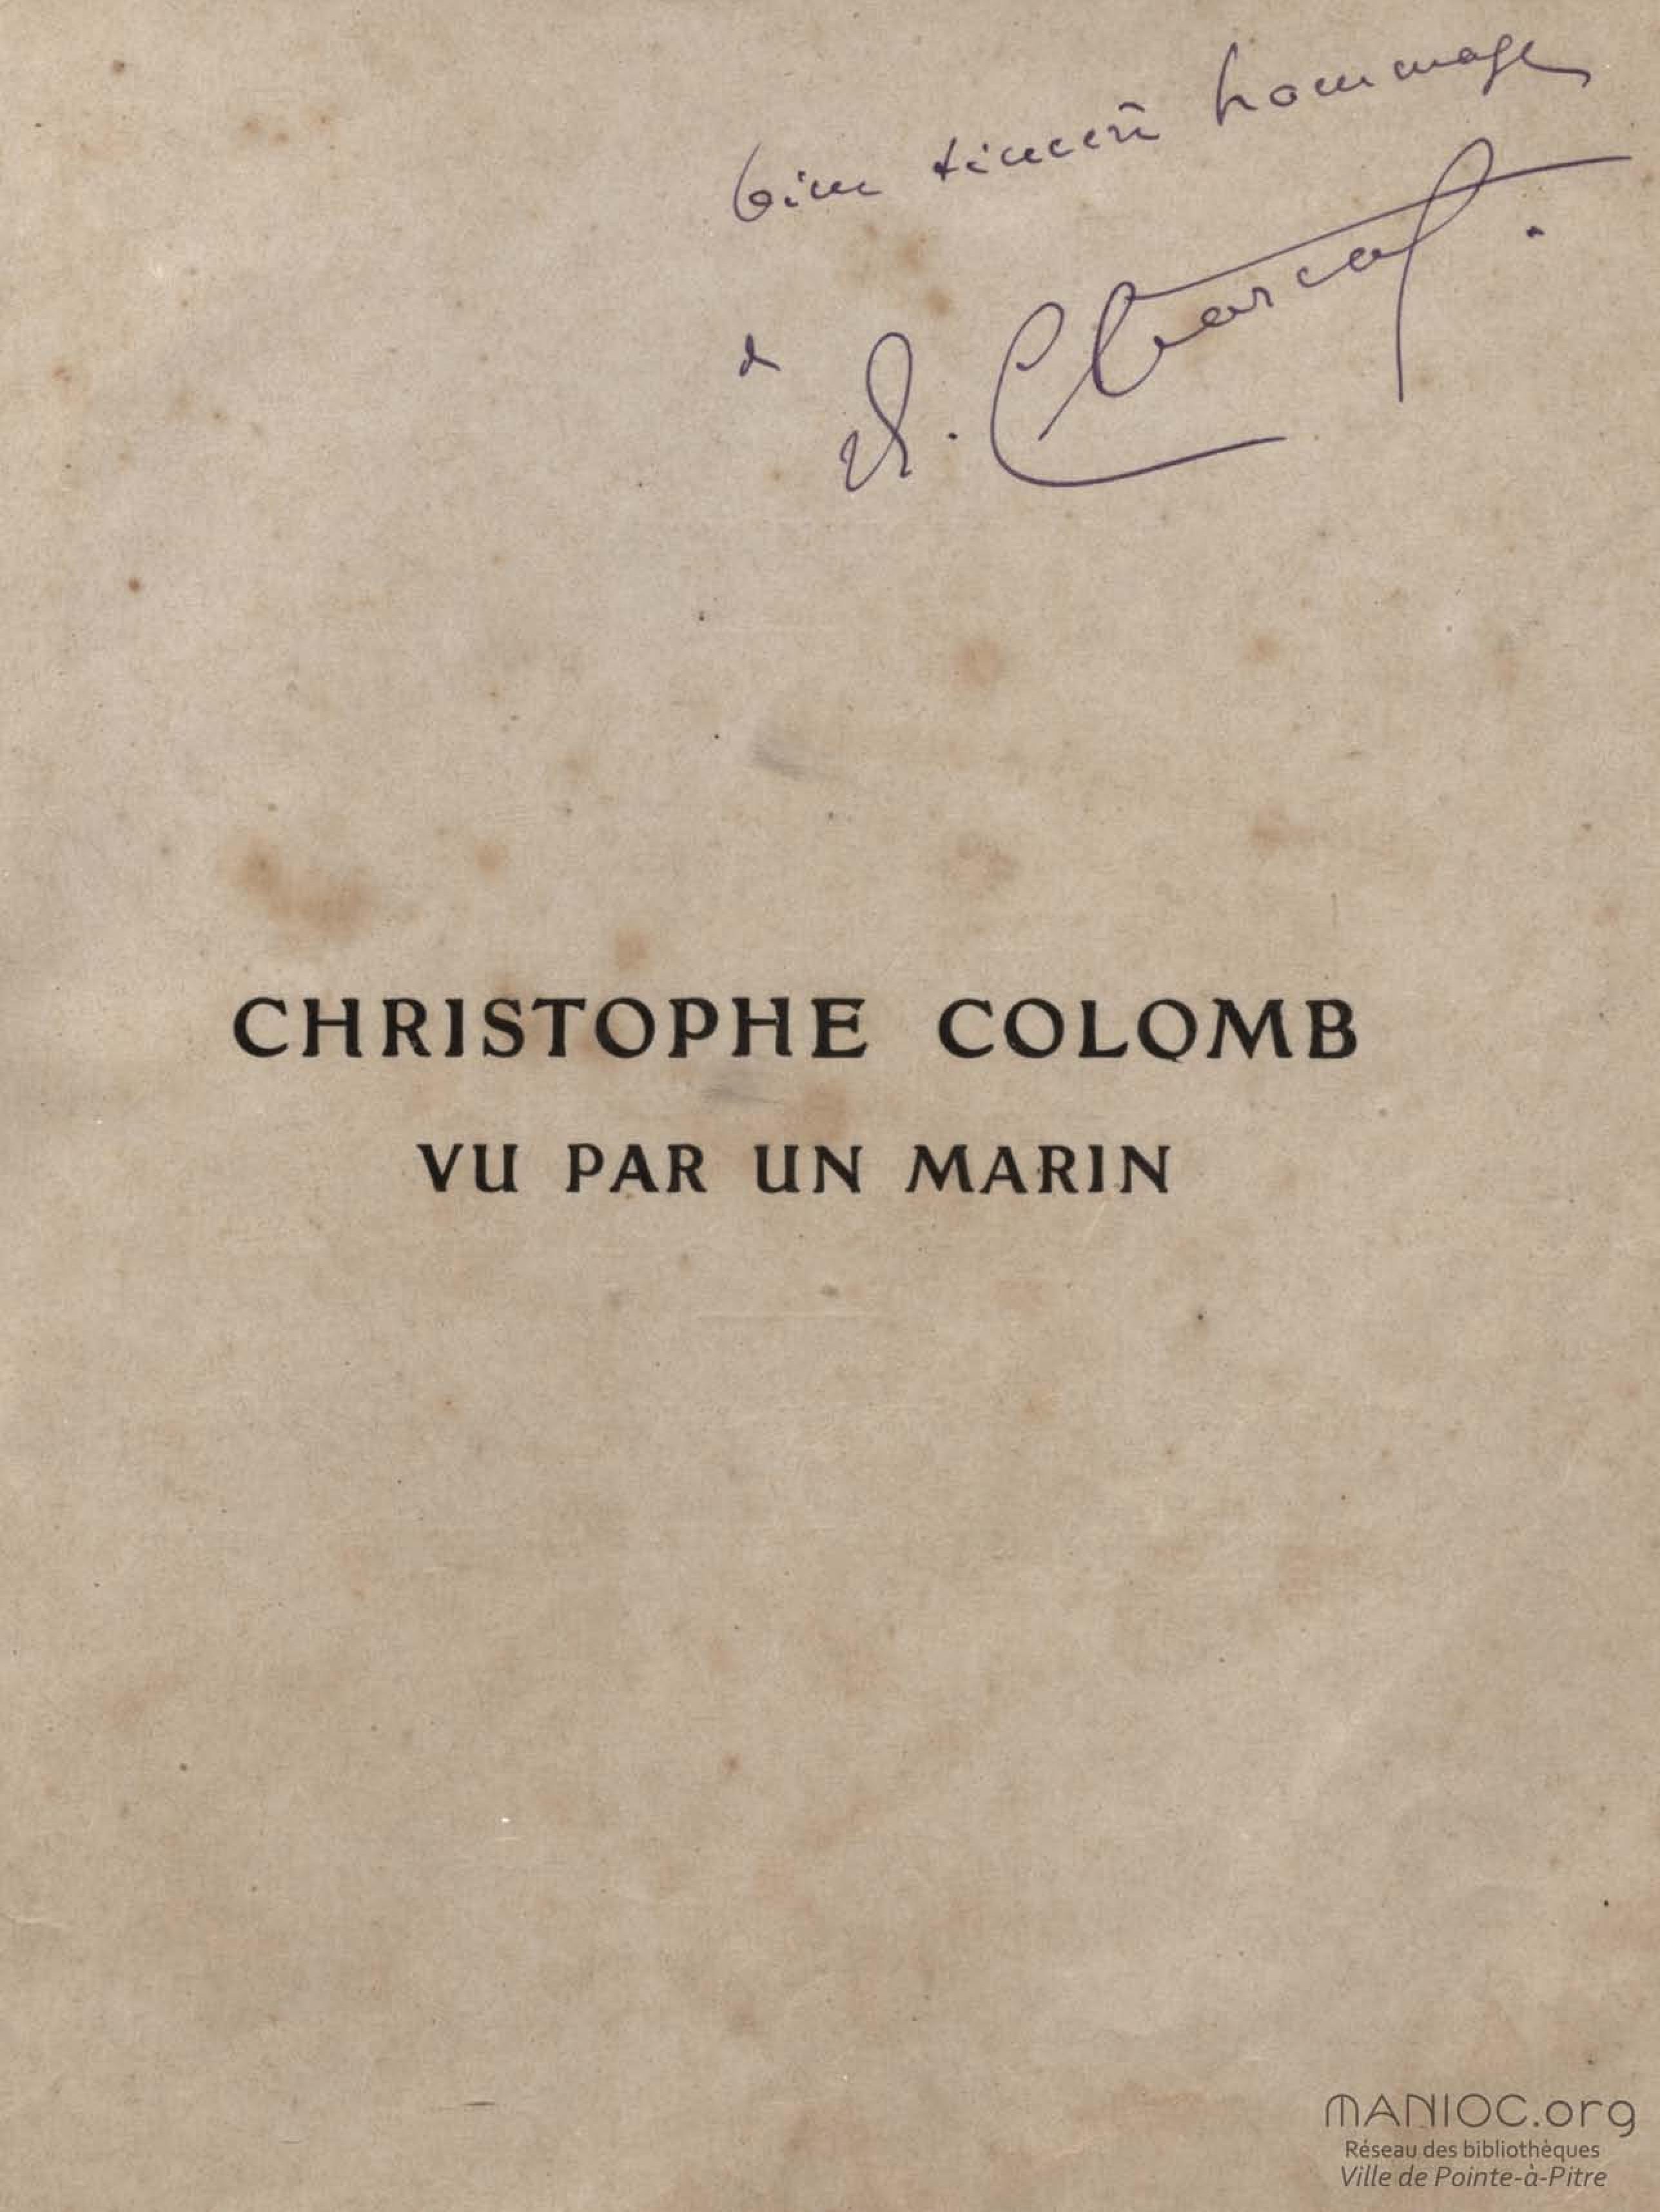 bien sincère hommage
de
Charcot.
CHRISTOPHE COLOMB
VU PAR UN MARIN
MANIOC.org
Réseau des bibliothèques
Ville de Pointe-à-Pitre